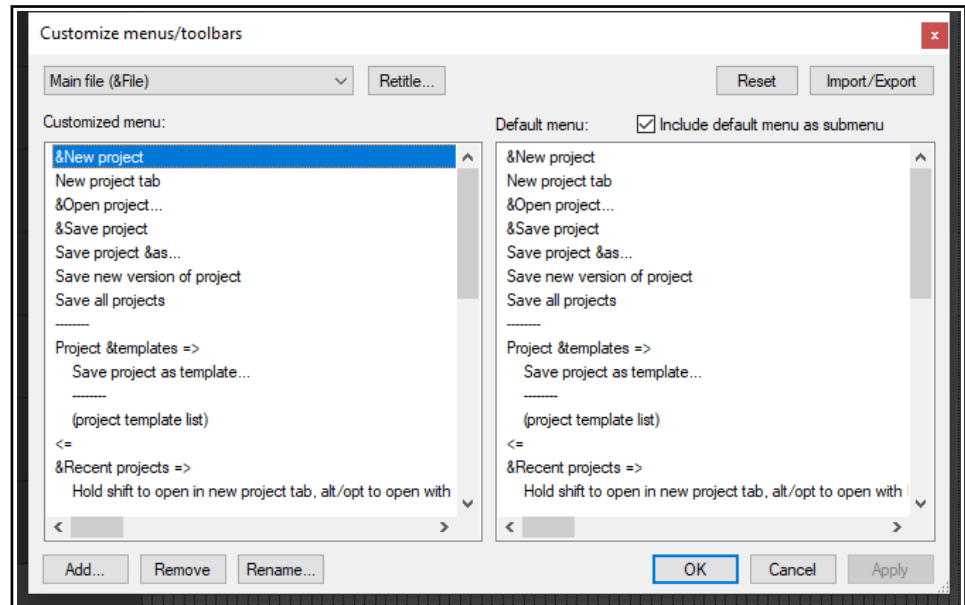 Customize menus/toolbars
x
Main file (&File)
Retitle...
Reset
Import/Export
Customized menu:
Default menu:
Include default menu as submenu
&New project
New project tab
&Open project...
&Save project
Save project &as...
Save new version of project
Save all projects
--------
Project &templates =>
Save project as template...
--------
(project template list)
<=
&Recent projects =>
Hold shift to open in new project tab, alt/opt to open with
&New project
New project tab
&Open project...
&Save project
Save project &as...
Save new version of project
Save all projects
--------
Project &templates =>
Save project as template...
--------
(project template list)
<=
&Recent projects =>
Hold shift to open in new project tab, alt/opt to open with
Add...
Remove
Rename...
OK
Cancel
Apply